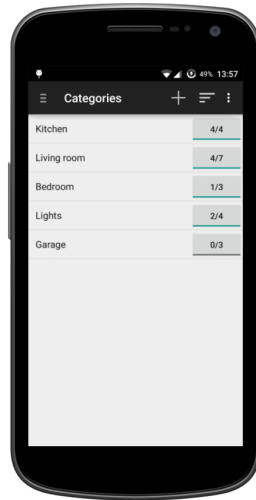 49% 13:57
Categories
Kitchen 4/4
Living room 4/7
Bedroom 1/3
Lights 2/4
Garage 0/3